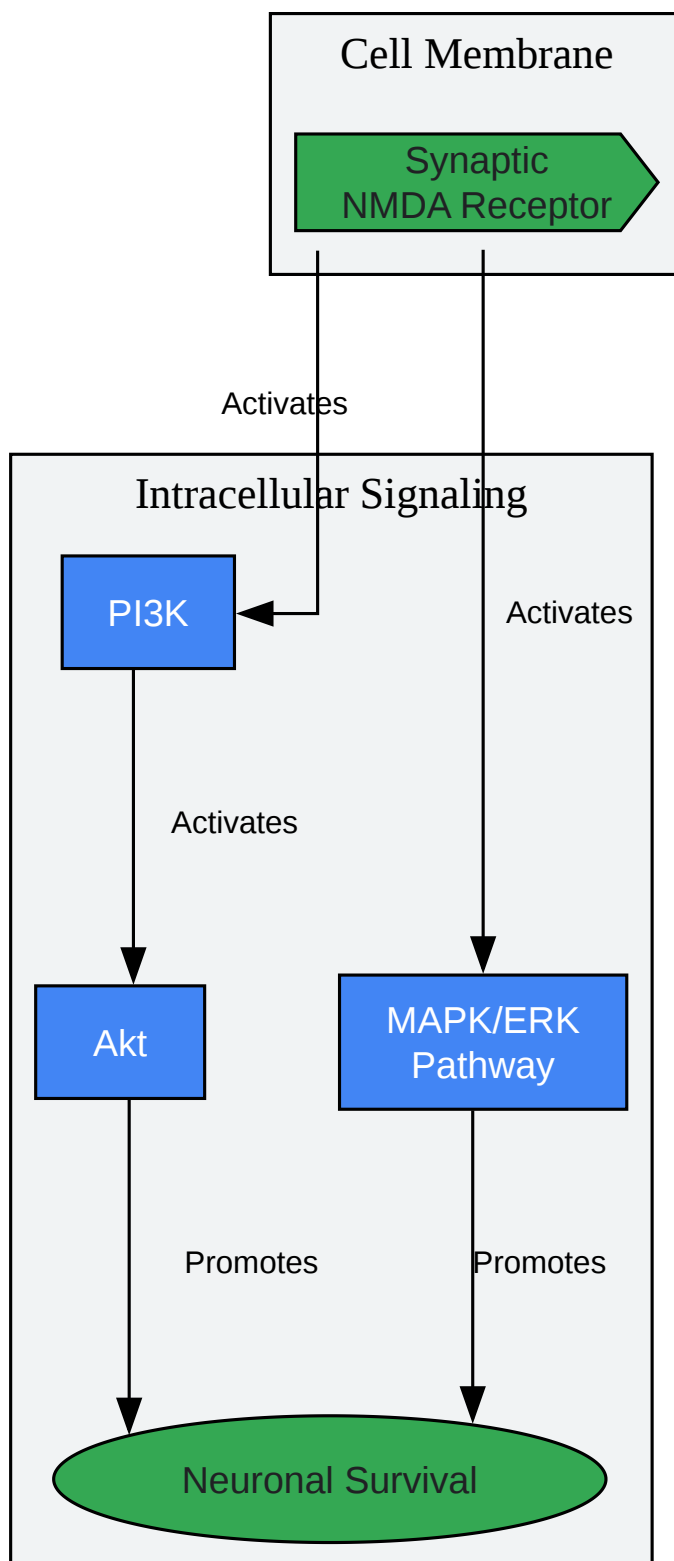 Cell Membrane
Synaptic
NMDA Receptor
Activates
Intracellular Signaling
PI3K
Activates
Activates
Akt
MAPK/ERK
Pathway
Promotes
Promotes
Neuronal Survival